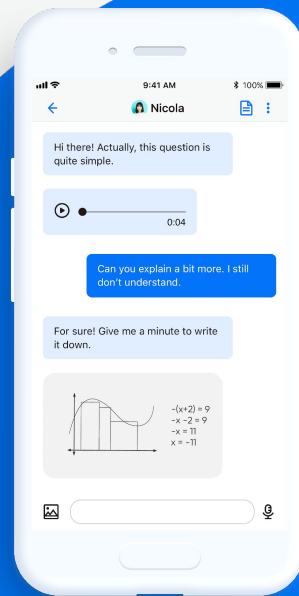 9:41 AM
100%
Nicola
Hi there! Actually, this question is
quite simple.
0:04
Can you explain a bit more. I still
don't understand.
For sure! Give me a minute to write
it down.
-(x+2) = 9
-x -2 = 9
-x = 11
x = -11